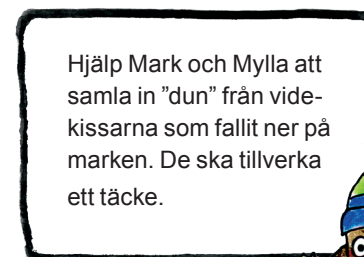 Hjälp Mark och Mylla att
samla in ”dun” från vide-
kissarna som fallit ner på
marken. De ska tillverka
ett täcke.